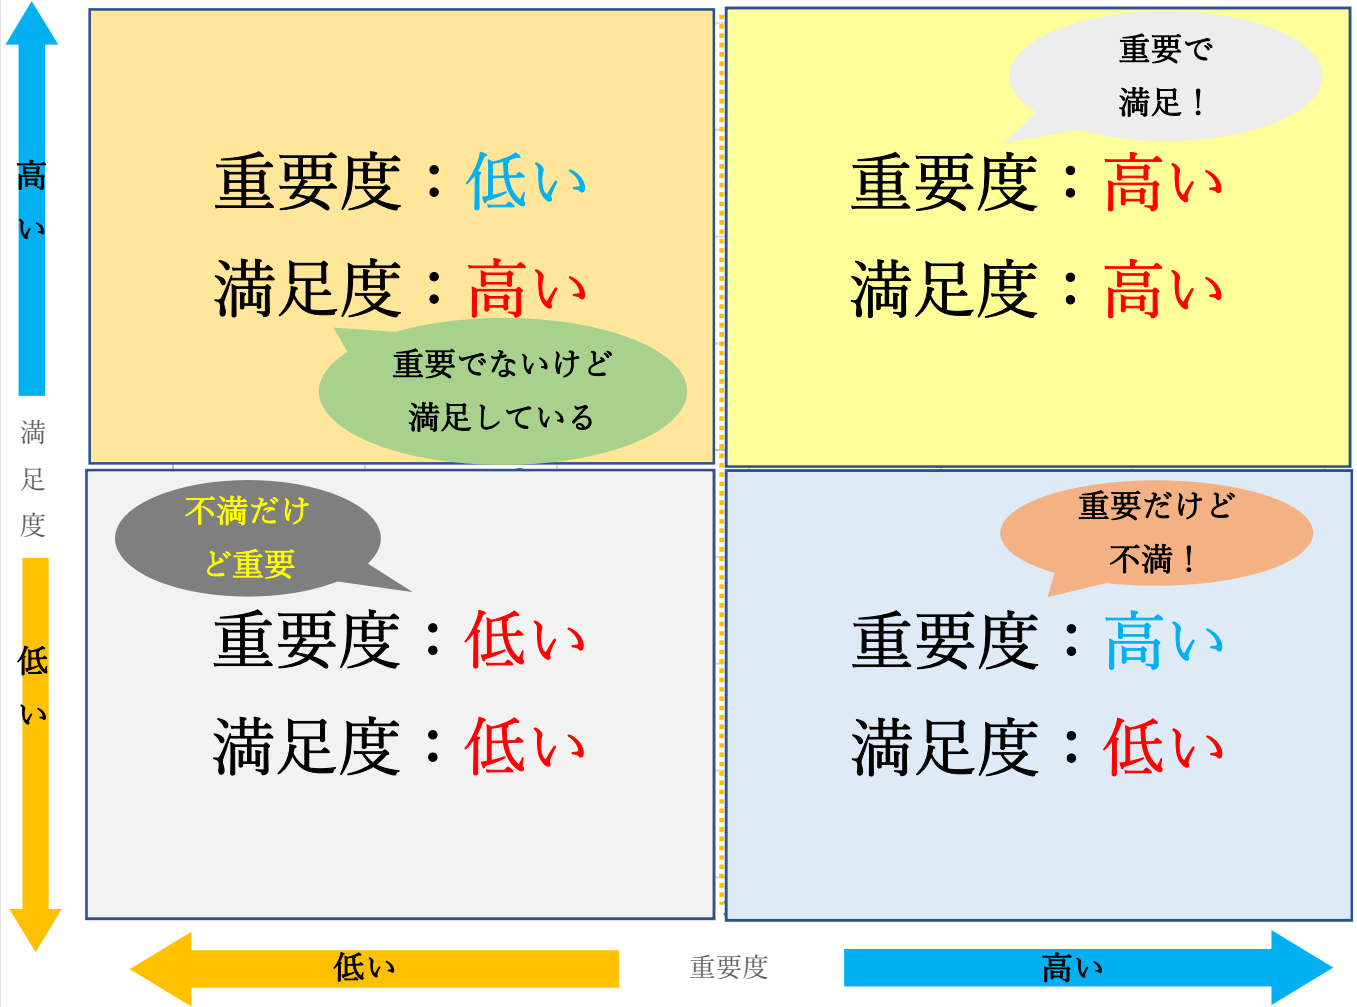 高
い
満
足
度
低
い
重要度：低い
満足度：高い
重要でないけど
満足している
重要で
満足！
重要度：高い
満足度：高い
不満だけ
ど重要
重要度：低い
満足度：低い
重要だけど
不満！
重要度：高い
満足度：低い
低い
重要度
高い